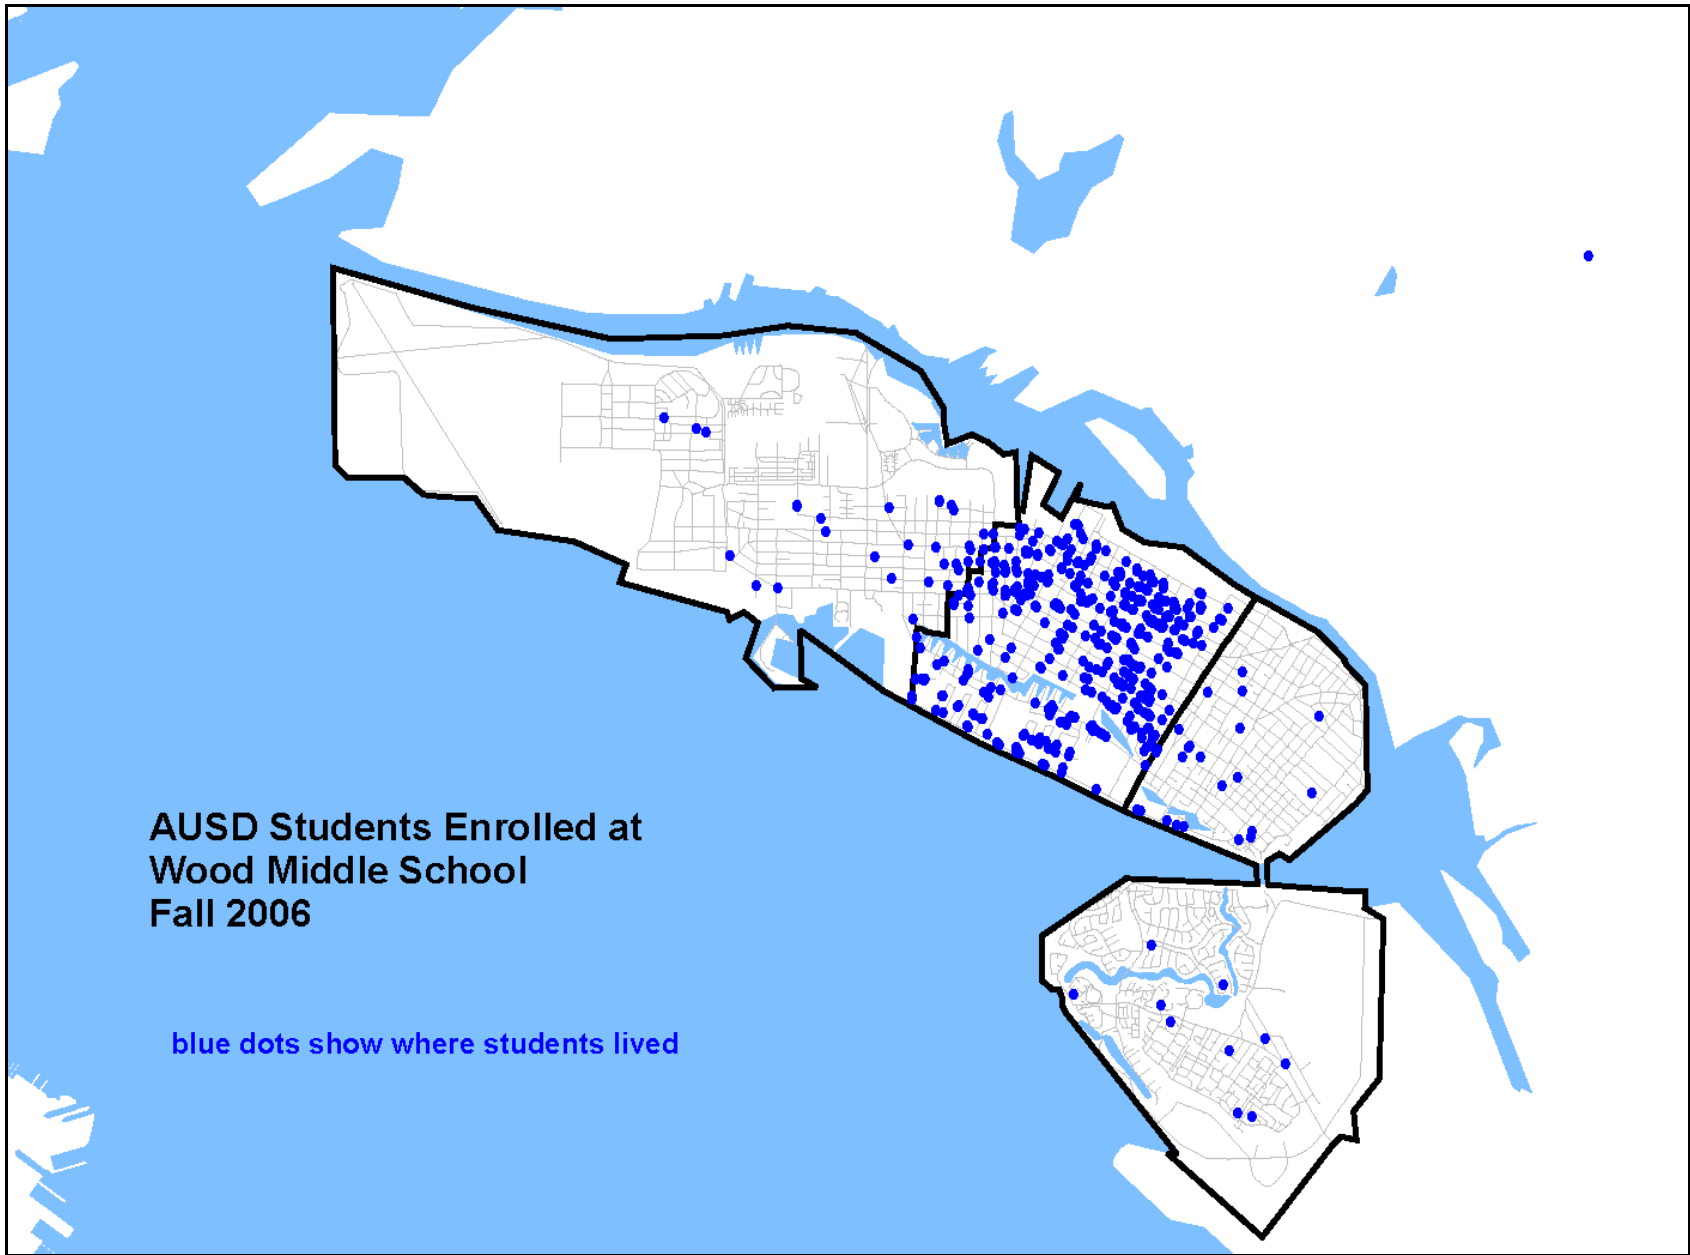 AUSD Students Enrolled at
Wood Middle School
Fall 2006
blue dots show where students lived